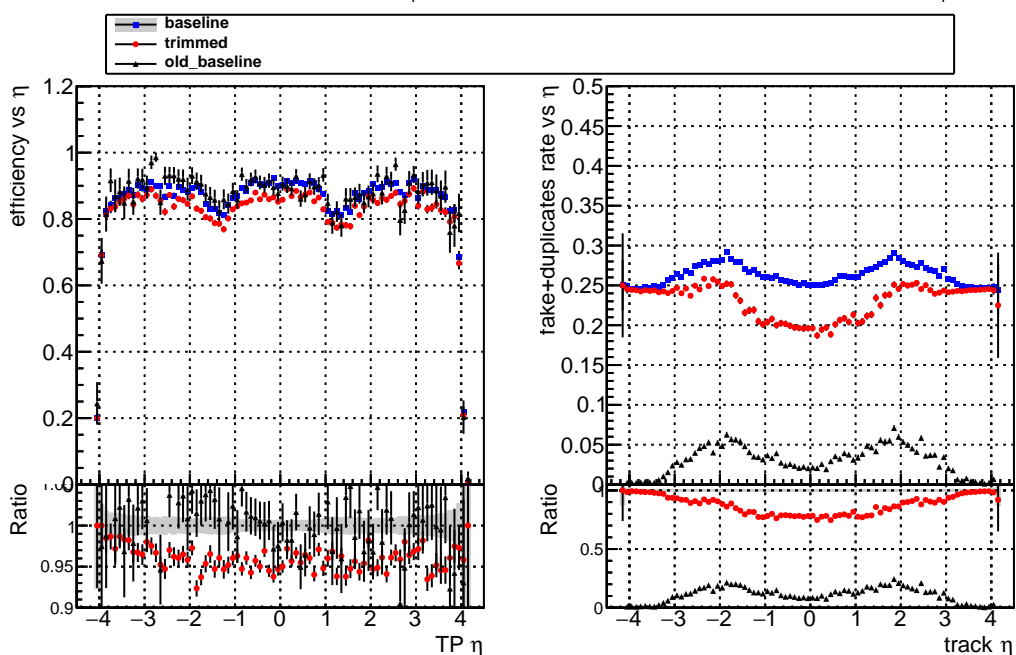 baseline
trimmed
old_baseline
efficiency vs η
1.2
1
0.8
0.6
0.4
0.2
0
Ratio
1
0.95
0.9
−4 −3 −2 −1 0 1 2 3 4
TP η
fake+duplicates rate vs η
0.5
0.45
0.4
0.35
0.3
0.25
0.2
0.15
0.1
0.05
0
Ratio
1
0.5
0
−4 −3 −2 −1 0 1 2 3 4
track η